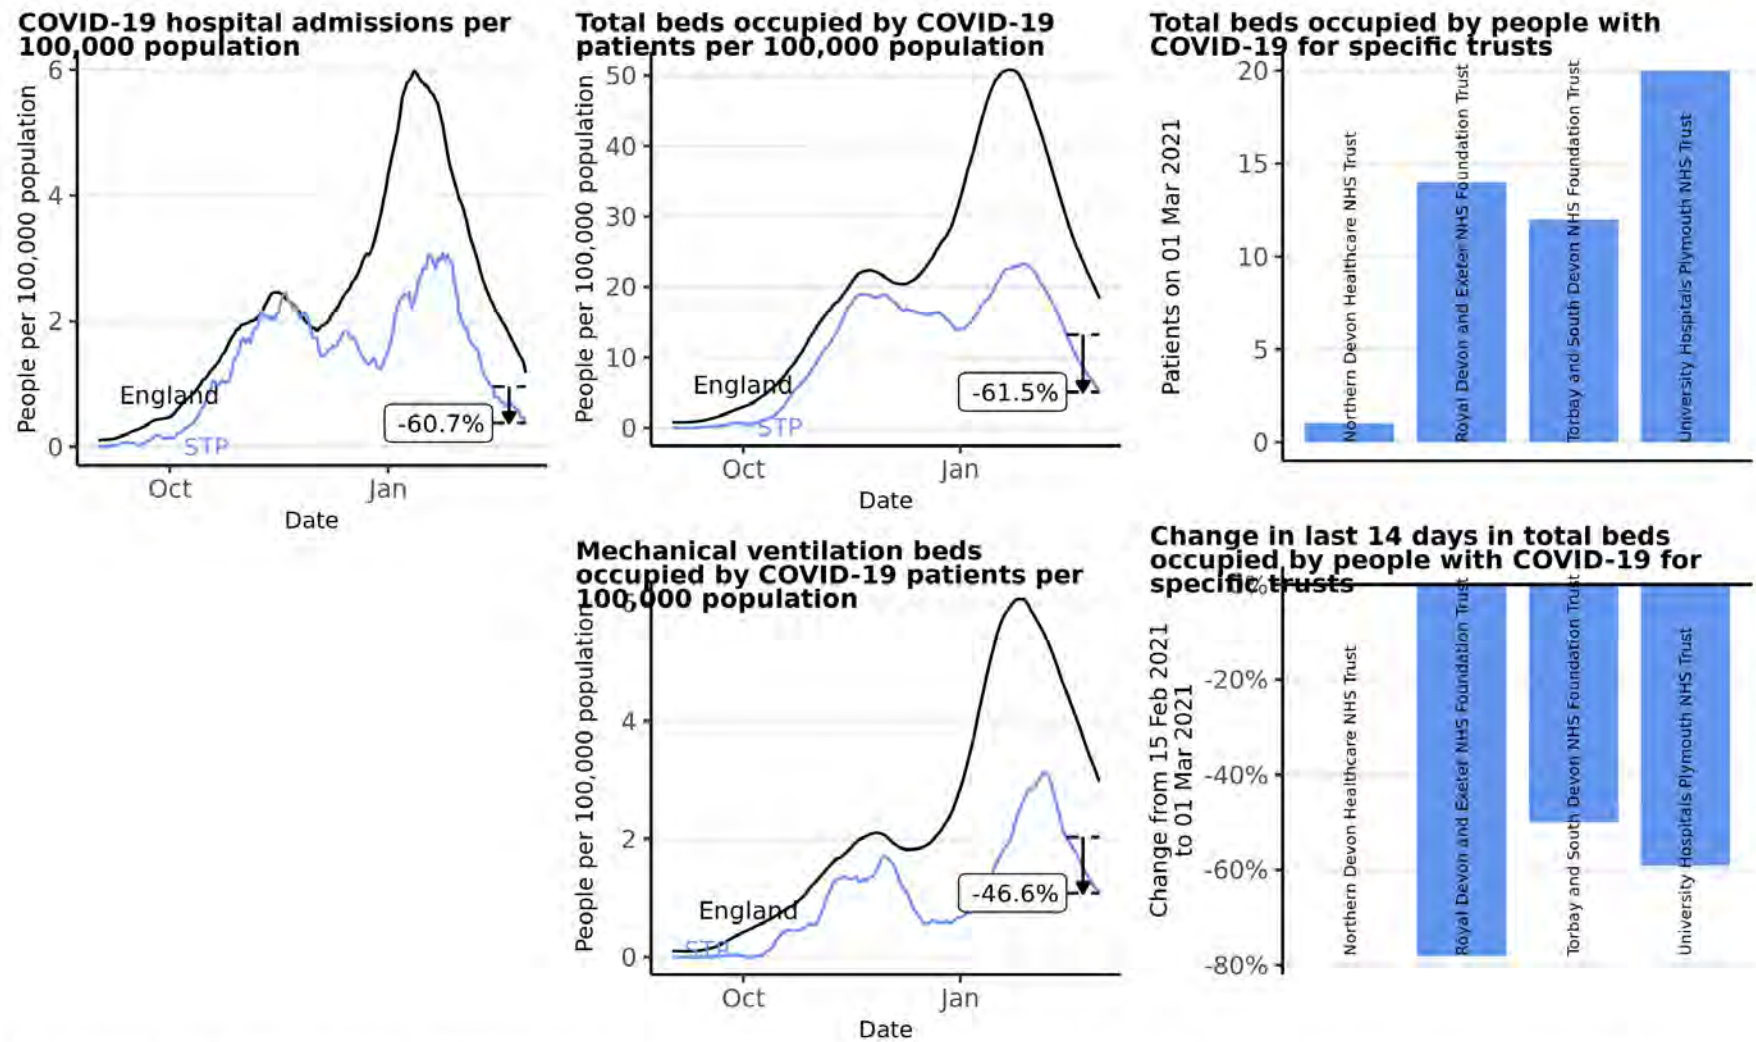 COVID-19 hospital admissions per
100,000 population
People per 100,000 population
6
4
2
0
England
STP
-60.7%
Oct
Jan
Date
Total beds occupied by COVID-19
patients per 100,000 population
People per 100,000 population
50
40
30
20
10
0
England
STP
-61.5%
Oct
Jan
Date
Total beds occupied by people with
COVID-19 for specific trusts
Patients on 01 Mar 2021
20
15
10
5
0
Northern Devon Healthcare NHS Trust
Royal Devon and Exeter NHS Foundation Trust
Torbay and South Devon NHS Foundation Trust
University Hospitals Plymouth NHS Trust
Mechanical ventilation beds
occupied by COVID-19 patients per
100,000 population
People per 100,000 population
6
4
2
0
England
STP
-46.6%
Oct
Jan
Date
Change in last 14 days in total beds
occupied by people with COVID-19 for
specific trusts
Change from 15 Feb 2021
to 01 Mar 2021
0%
-20%
-40%
-60%
-80%
Northern Devon Healthcare NHS Trust
Royal Devon and Exeter NHS Foundation Trust
Torbay and South Devon NHS Foundation Trust
University Hospitals Plymouth NHS Trust